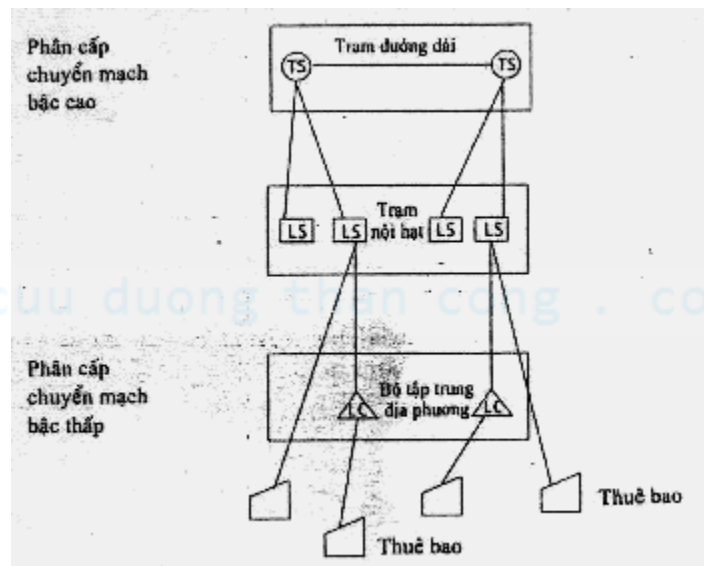 Phân cấp
chuyển mạch
bậc cao
Trạm đường dài
TS TS
Trạm
nội hạt
LS LS LS LS
cuu duong than cong . co
Phân cấp
chuyển mạch
bậc thấp
Bộ tập trung
địa phương
LC LC
Thuê bao
Thuê bao